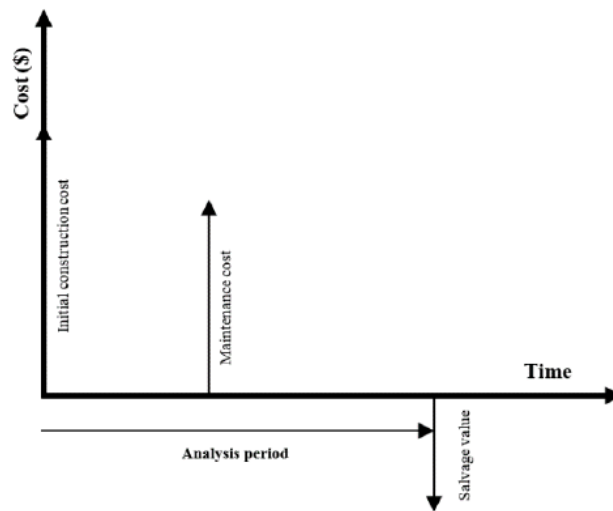 Cost ($)
Initial construction cost
Maintenance cost
Time
Analysis period
Salvage value